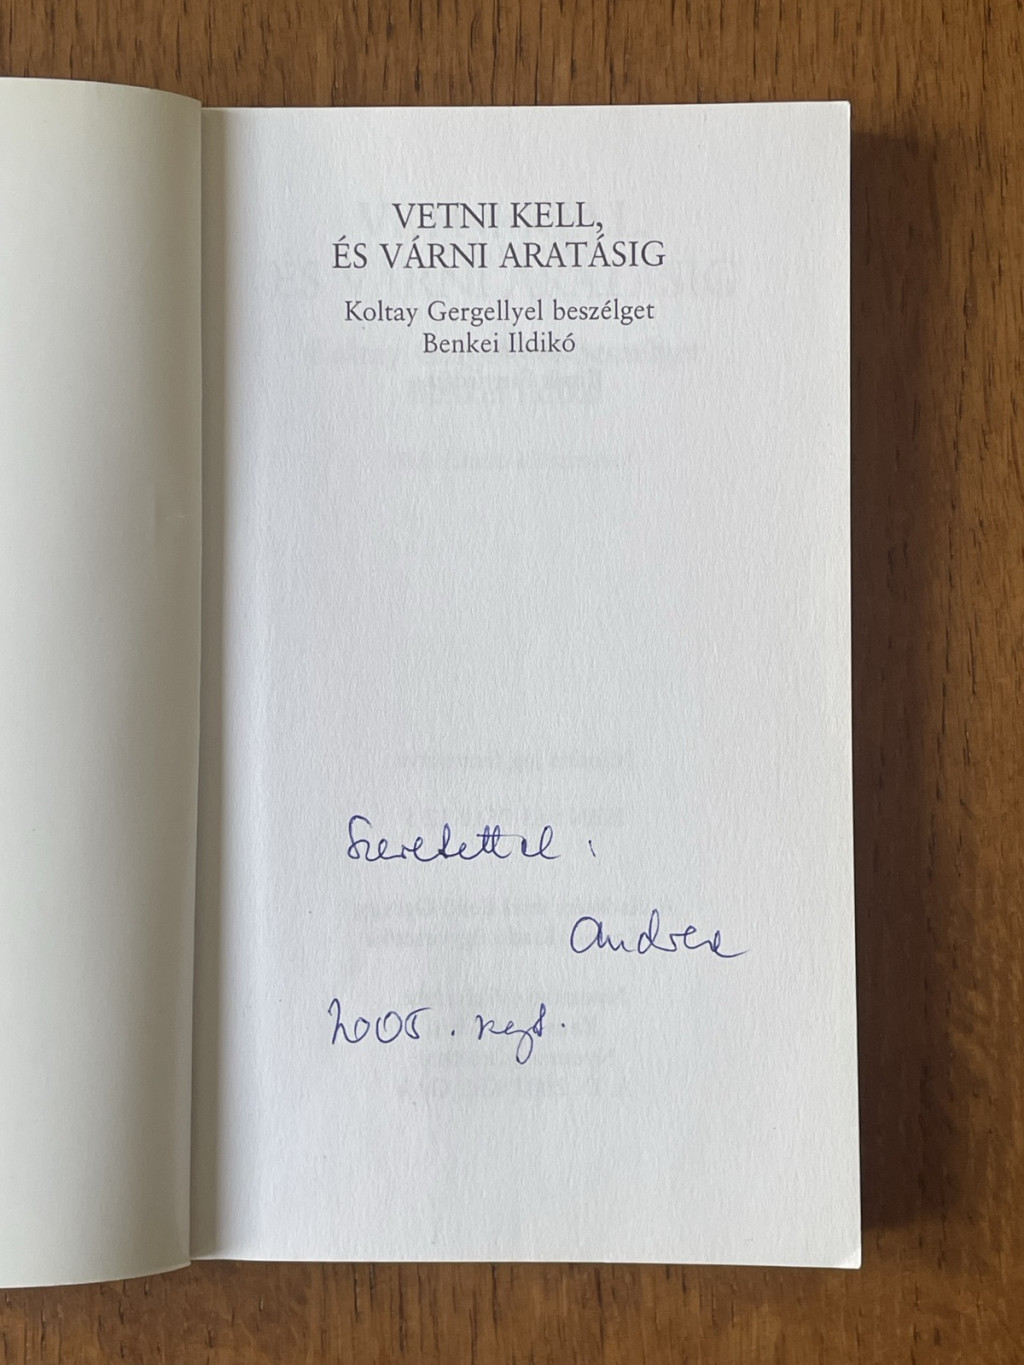 VETNI KELL,
ÉS VÁRNI ARATÁSIG
Koltay Gergellyel beszélget
Benkei Ildikó
Szeretettel :
Andrea
2005. szept.